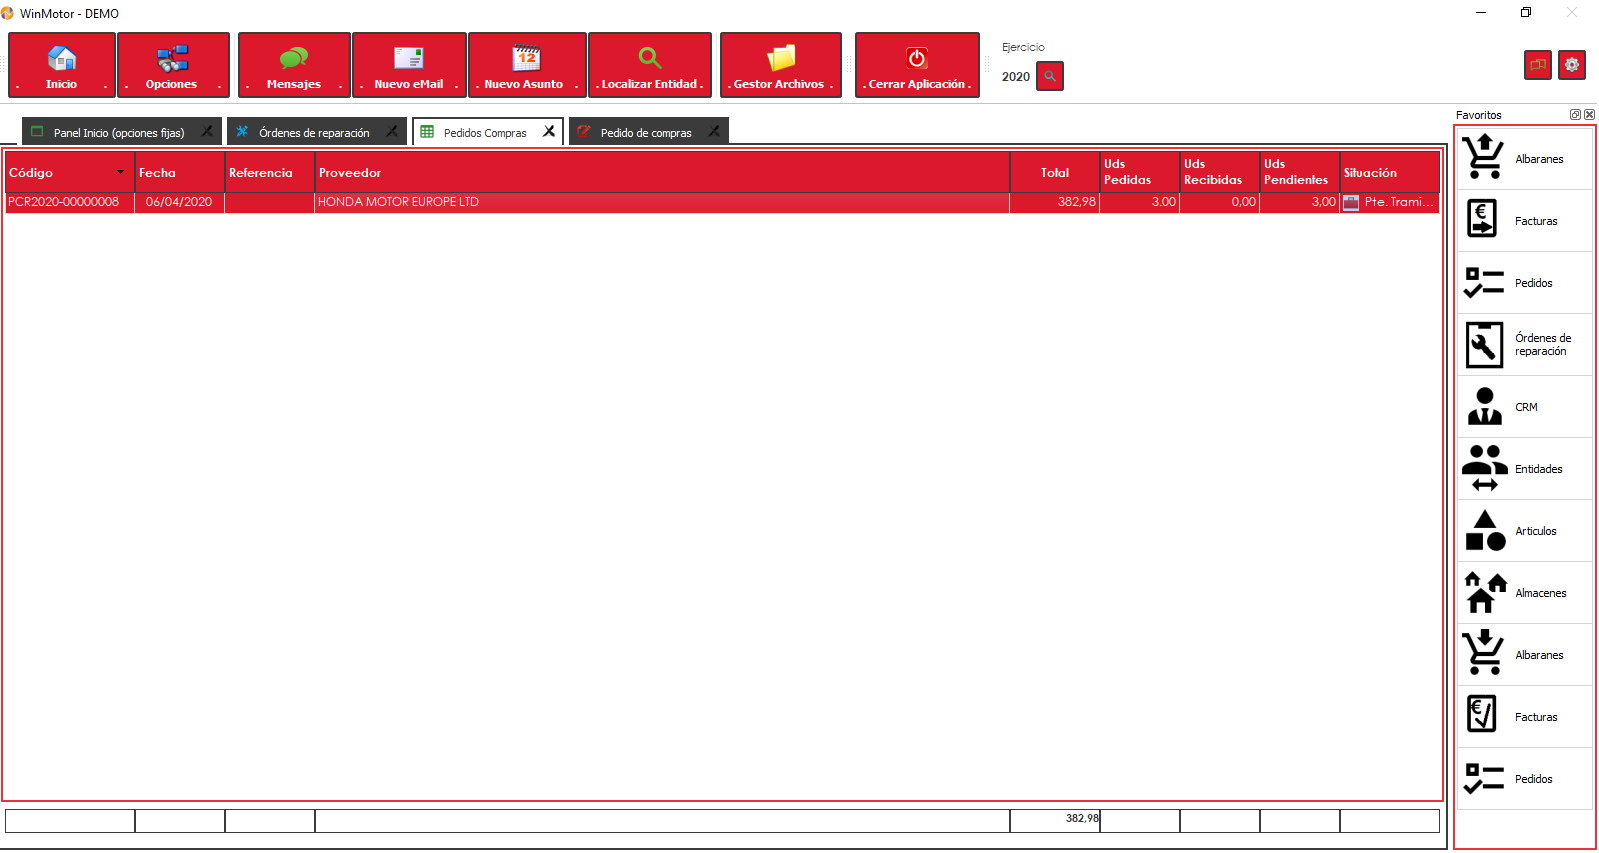 WinMotor - DEMO
Inicio
Opciones
Mensajes
Nuevo eMail
12
Nuevo Asunto
Localizar Entidad
Gestor Archivos
Cerrar Aplicación
Ejercicio
2020
Favoritos
Panel Inicio (opciones fijas)
Órdenes de reparación
Pedidos Compras
Pedido de compras
Código
Fecha
Referencia
Proveedor
Total
Uds
Pedidas
Uds
Recibidas
Uds
Pendientes
Situación
PCR2020-00000008
06/04/2020
HONDA MOTOR EUROPE LTD
382,98
3,00
0,00
3,00
Pte. Trami...
382,98
Albaranes
€
Facturas
Pedidos
Órdenes de
reparación
CRM
Entidades
Articulos
Almacenes
Albaranes
€
Facturas
Pedidos